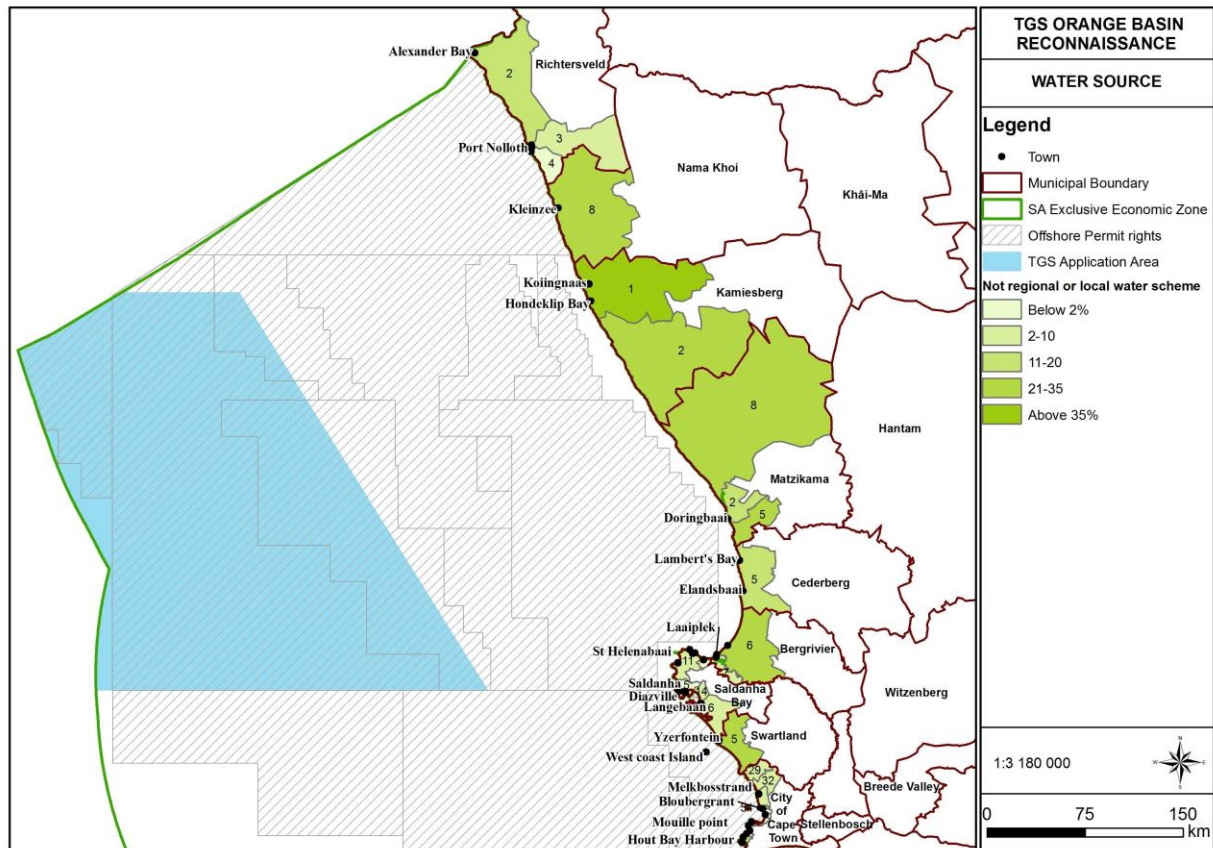 Alexander Bay
2
Richtersveld
3
Port Nolloth
4
Nama Khoi
Khâi-Ma
Kleinzee
8
Koiingnaas
1
Kamiesberg
Hondeklip Bay
2
8
Hantam
Matzikama
2
5
Doringbaai
Lambert's Bay
5
Cederberg
Elandsbaai
Laaiplek
6
Bergrivier
St Helenabaai
11
Witzenberg
Saldanha
5
14
Saldanha
Bay
Diazville
Langebaan
6
Yzerfontein
5
Swartland
West coast Island
29
32
Melkbosstrand
Breede Valley
Bloubergrant
City
of
Cape
Town
Stellenbosch
Mouille point
Hout Bay Harbour
TGS ORANGE BASIN
RECONNAISSANCE
WATER SOURCE
Legend
Town
Municipal Boundary
SA Exclusive Economic Zone
Offshore Permit rights
TGS Application Area
Not regional or local water scheme
Below 2%
2-10
11-20
21-35
Above 35%
1:3 180 000
N
W
E
S
0 75 150
km